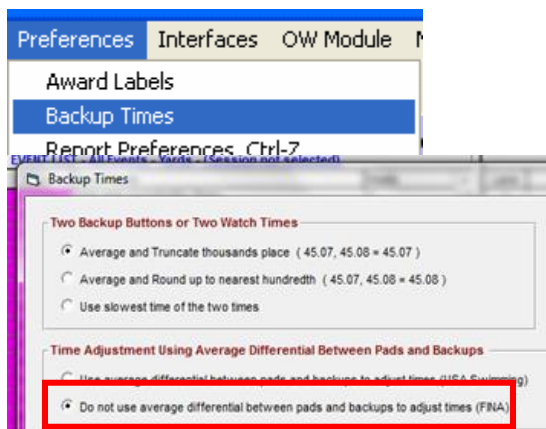 Preferences Interfaces OW Module
Award Labels
Backup Times
Report Preferences Ctrl-Z
EVENT LIST - All Events - Yards - (Session not selected)
Backup Times
Two Backup Buttons or Two Watch Times
Average and Truncate thousands place ( 45.07, 45.08 = 45.07 )
Average and Round up to nearest hundredth ( 45.07, 45.08 = 45.08 )
Use slowest time of the two times
Time Adjustment Using Average Differential Between Pads and Backups
Use average differential between pads and backups to adjust times (USA Swimming)
Do not use average differential between pads and backups to adjust times (FINA)